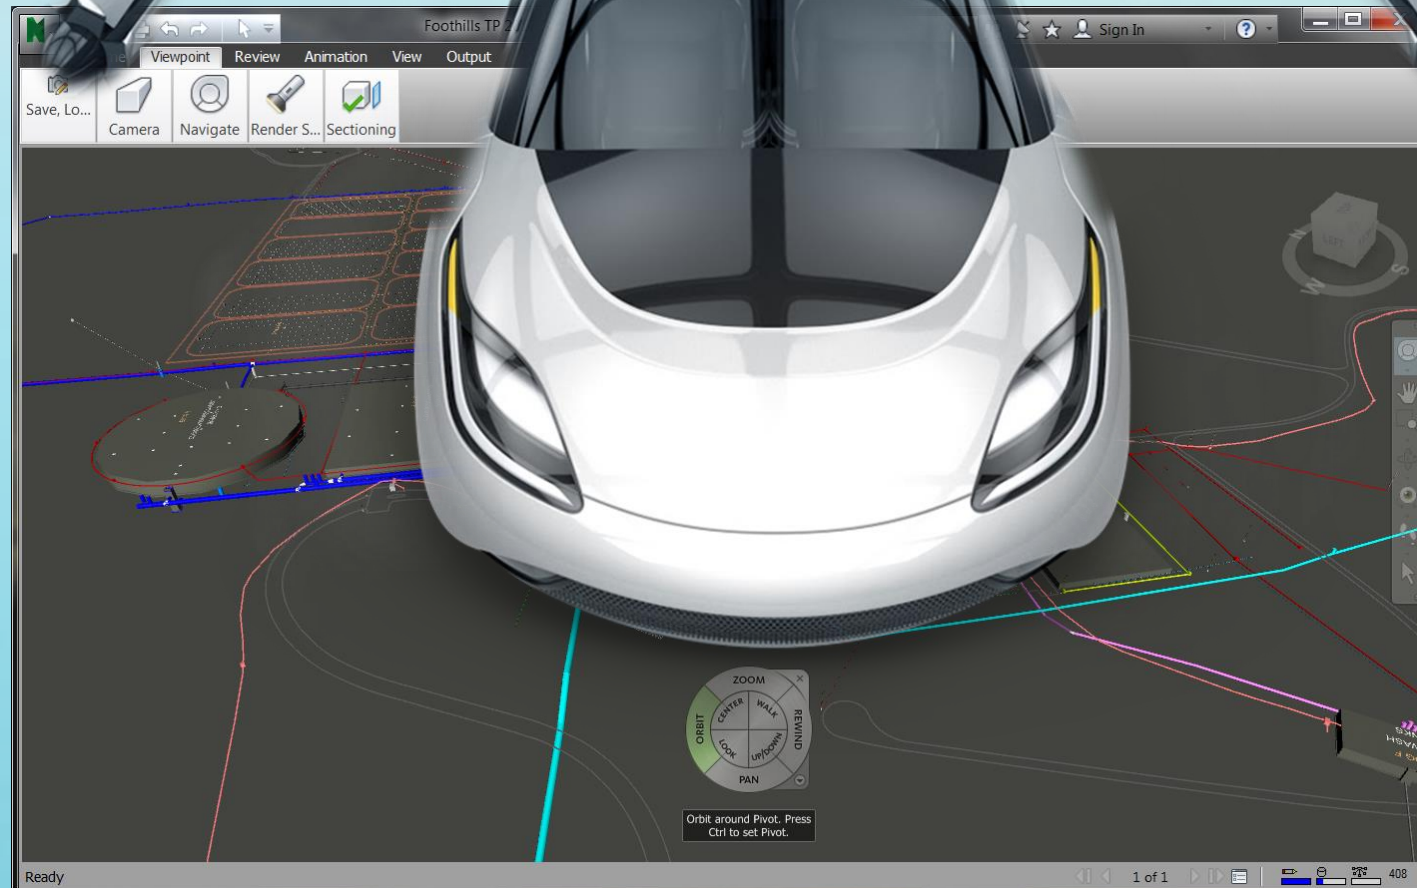 Foothills TP
Sign In
Viewpoint
Review
Animation
View
Output
Save, Lo...
Camera
Navigate
Render S...
Sectioning
N
S
W
LEFT
ZOOM
CENTER
WALK
ORBIT
REWIND
LOOK
UP/DOWN
PAN
Orbit around Pivot. Press
Ctrl to set Pivot.
Ready
1 of 1
408